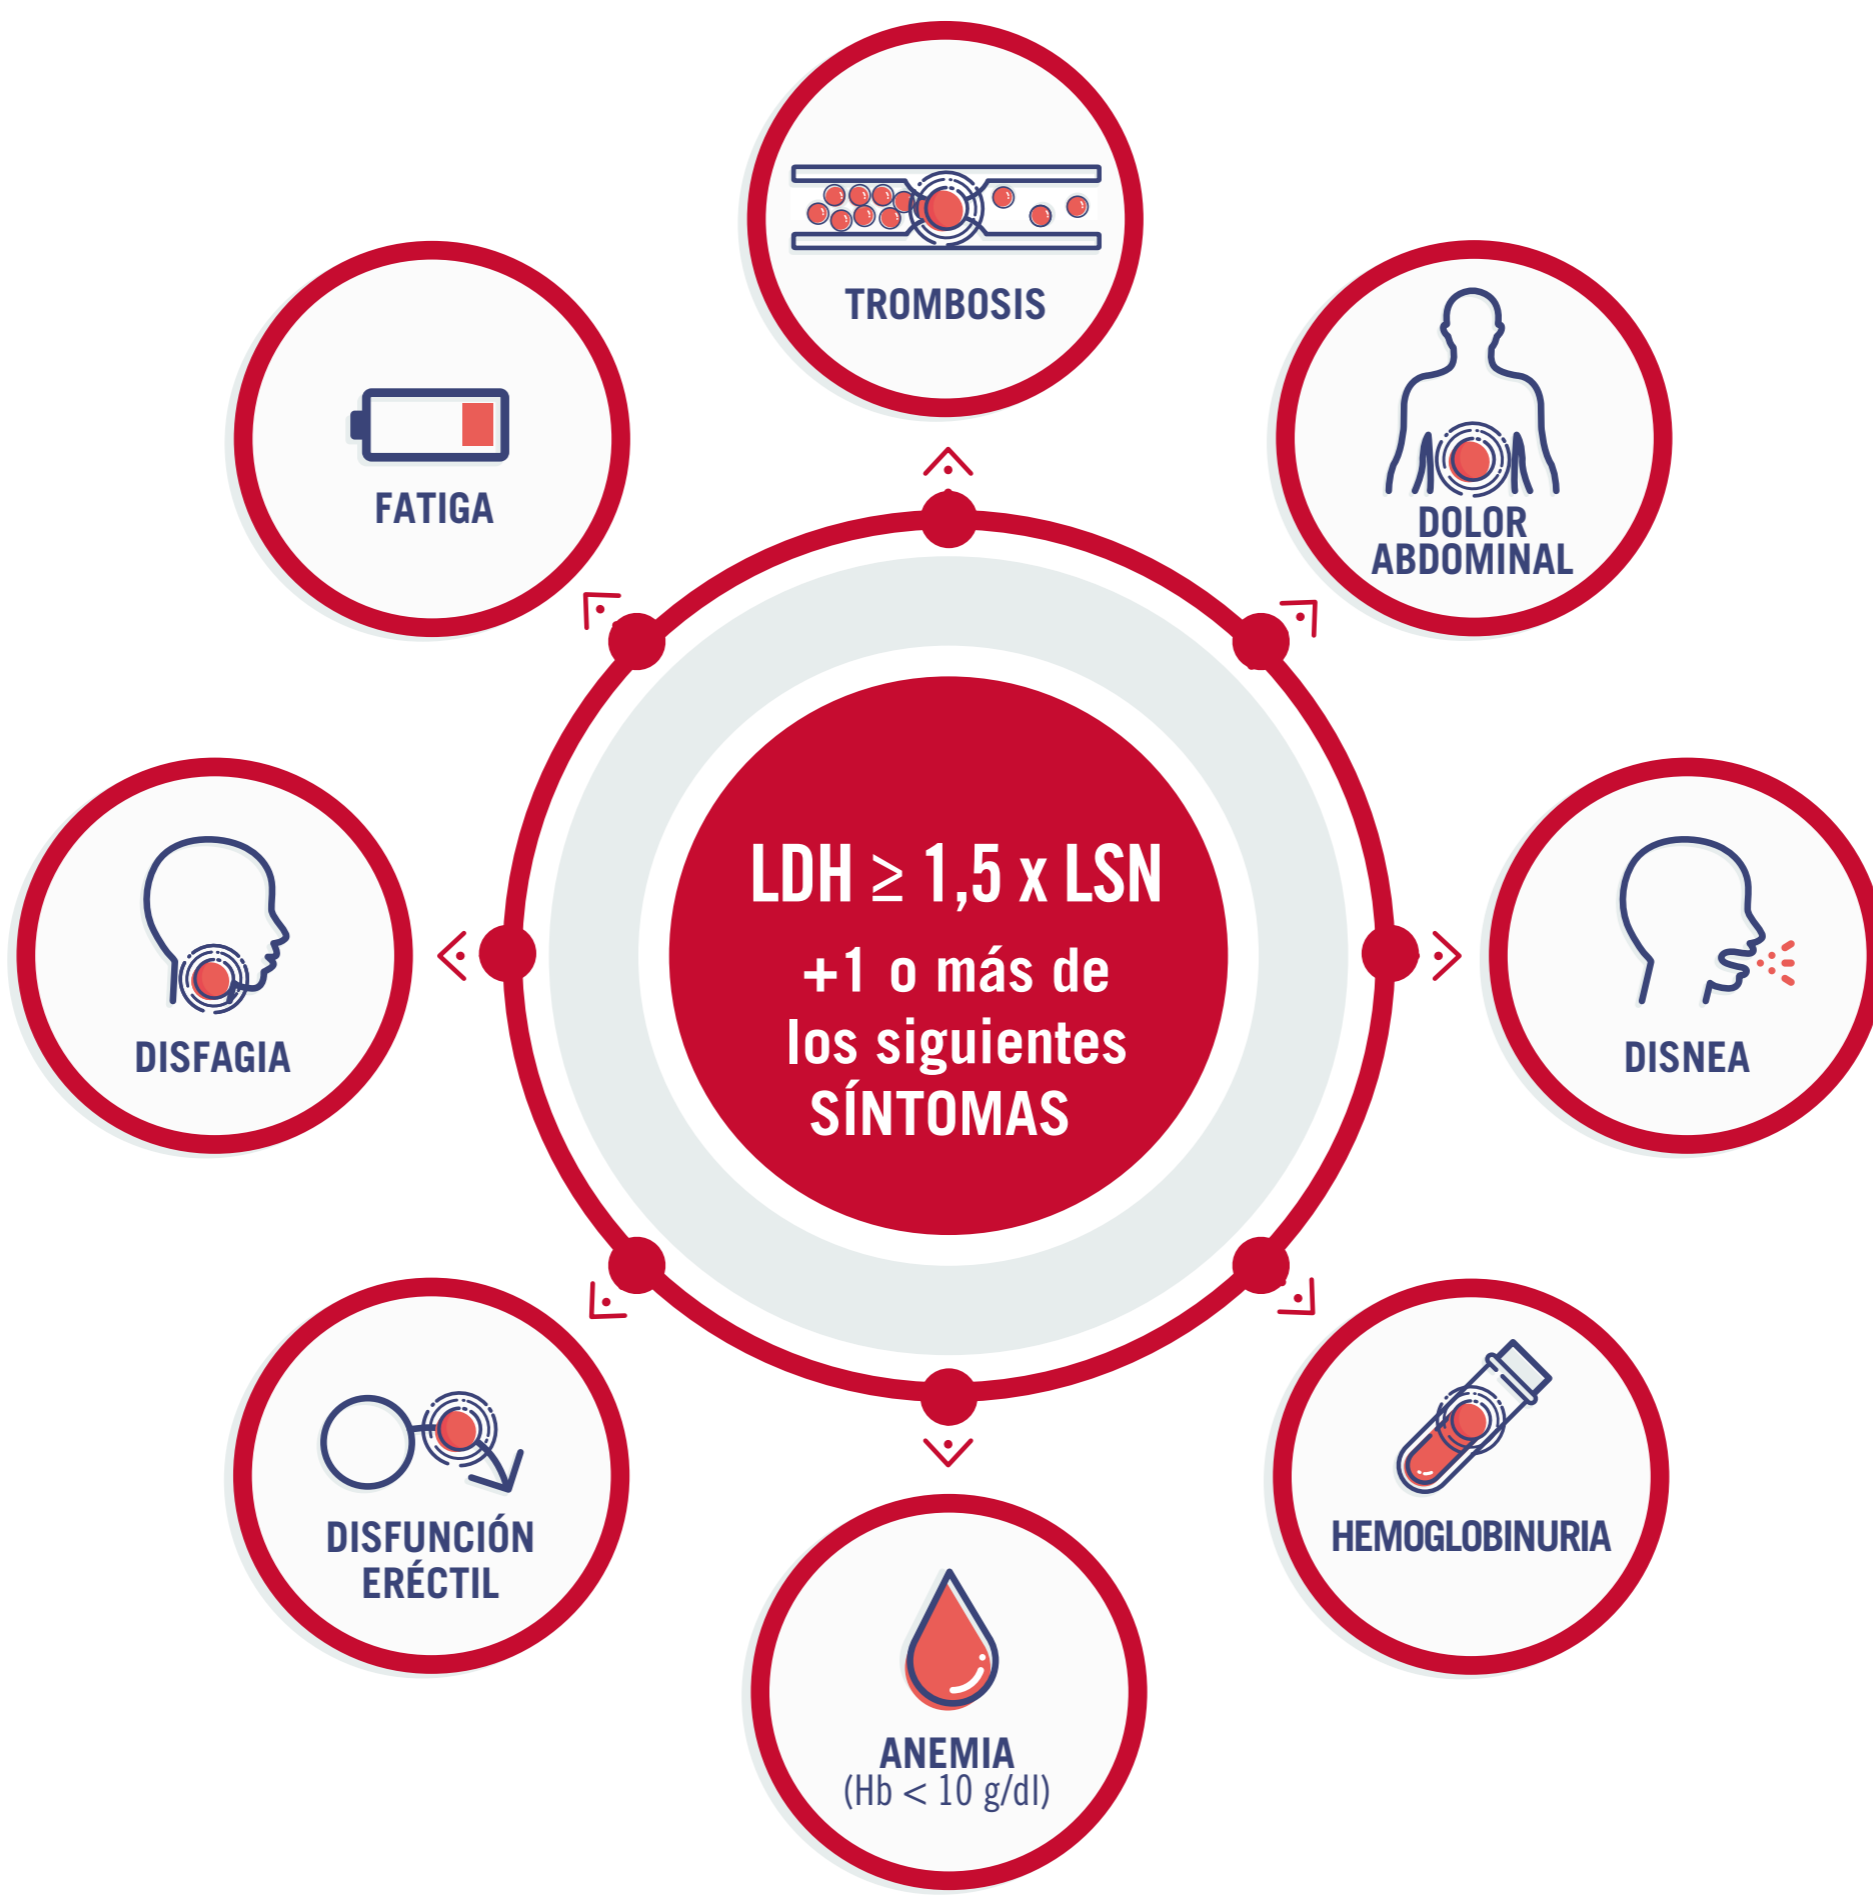 TROMBOSIS
DOLOR
ABDOMINAL
FATIGA
LDH ≥ 1,5 x LSN
+1 o más de
los siguientes
SÍNTOMAS
DISFAGIA
DISNEA
DISFUNCIÓN
ERÉCTIL
HEMOGLOBINURIA
ANEMIA
(Hb < 10 g/dl)